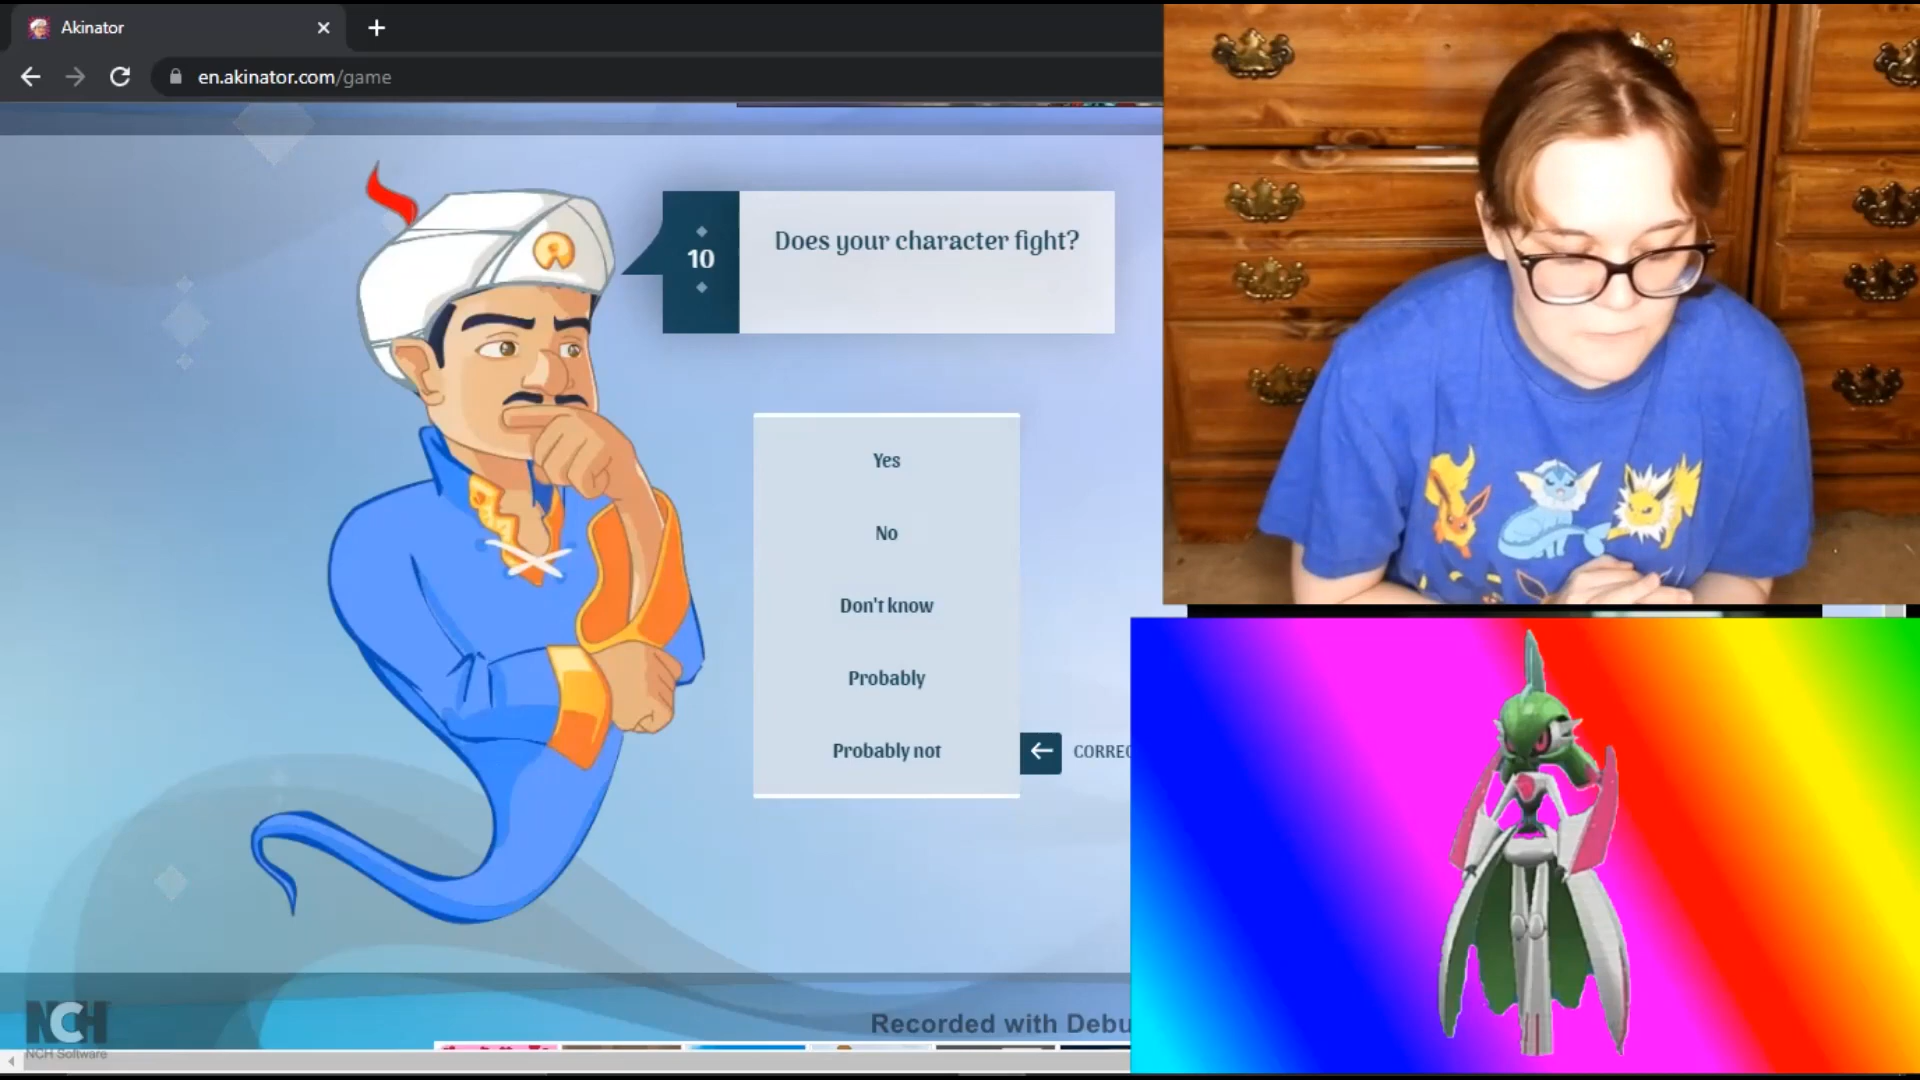 Akinator
en.akinator.com/game
10
Does your character fight?
Yes
No
Don't know
Probably
Probably not
CORREC
NCH
NCH Software
Recorded with Debu